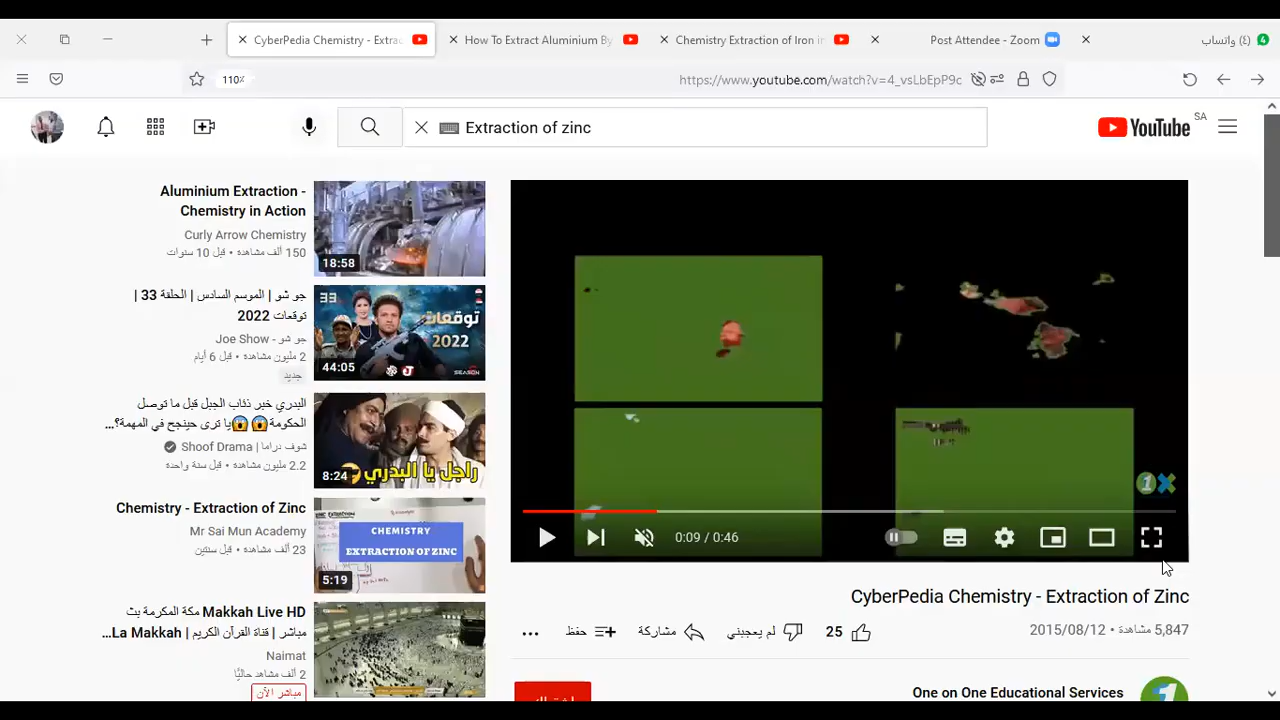 CyberPedia Chemistry - Extrac
How To Extract Aluminium By
Chemistry Extraction of Iron in
Post Attendee - Zoom
(٤) واتساب
110٪
https://www.youtube.com/watch?v=4_vsLbEpP9c
Extraction of zinc
YouTube SA
Aluminium Extraction -
Chemistry in Action
Curly Arrow Chemistry
150 ألف مشاهدة • قبل 10 سنوات
18:58
جو شو | الموسم السادس | الحلقة 33 |
توقعات 2022
Joe Show - جو شو
2 مليون مشاهدة • قبل 6 أيام
جديد
33
توقعات
2022
SEASON
44:05
البدري خبر ذئاب الجبل قبل ما توصل
الحكومة😱😱يا ترى حينجح في المهمة؟...
شوف دراما | Shoof Drama
2.2 مليون مشاهدة • قبل سنة واحدة
راجل يا البدري
8:24
Chemistry - Extraction of Zinc
Mr Sai Mun Academy
23 ألف مشاهدة • قبل سنتين
CHEMISTRY
EXTRACTION OF ZINC
5:19
Makkah Live HD مكة المكرمة بث
مباشر | قناة القرآن الكريم | La Makkah...
Naimat
2 ألف مشاهد حاليًا
مباشر الآن
1X
0:09 / 0:46
CyberPedia Chemistry - Extraction of Zinc
5,847 مشاهدة • 2015/08/12
25
لم يعجبني
مشاركة
حفظ
One on One Educational Services
اشتراك